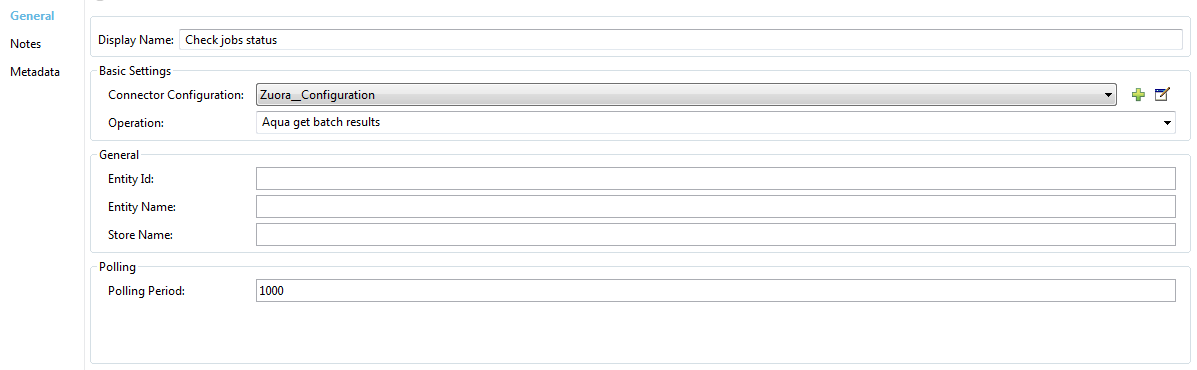 General
Notes
Metadata
Display Name: Check jobs status
Basic Settings
Connector Configuration: Zuora__Configuration
Operation: Aqua get batch results
General
Entity Id:
Entity Name:
Store Name:
Polling
Polling Period: 1000